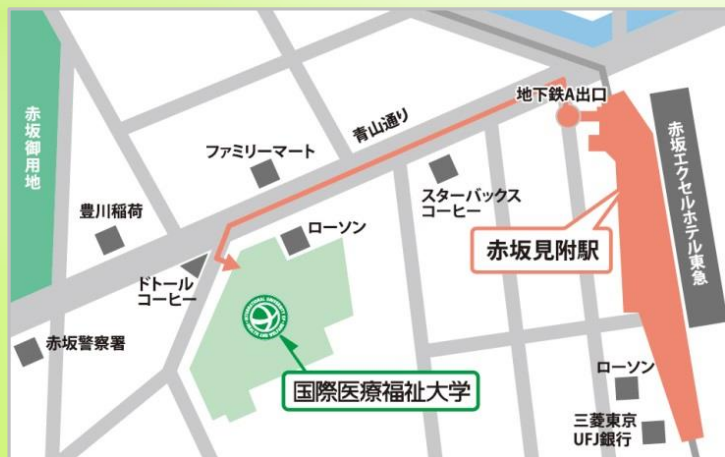 地下鉄A出口
赤坂御用地
青山通り
赤坂エクセルホテル東急
ファミリーマート
スターバックス
コーヒー
豊川稲荷
ローソン
赤坂見附駅
ドトール
コーヒー
赤坂警察署
国際医療福祉大学
ローソン
三菱東京
UFJ銀行